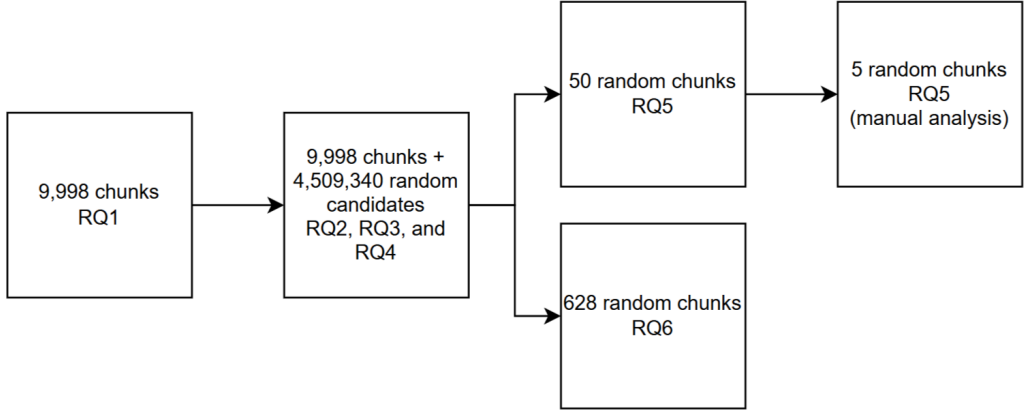 9,998 chunks
RQ1
9,998 chunks +
4,509,340 random
candidates
RQ2, RQ3, and
RQ4
50 random chunks
RQ5
5 random chunks
RQ5
(manual analysis)
628 random chunks
RQ6